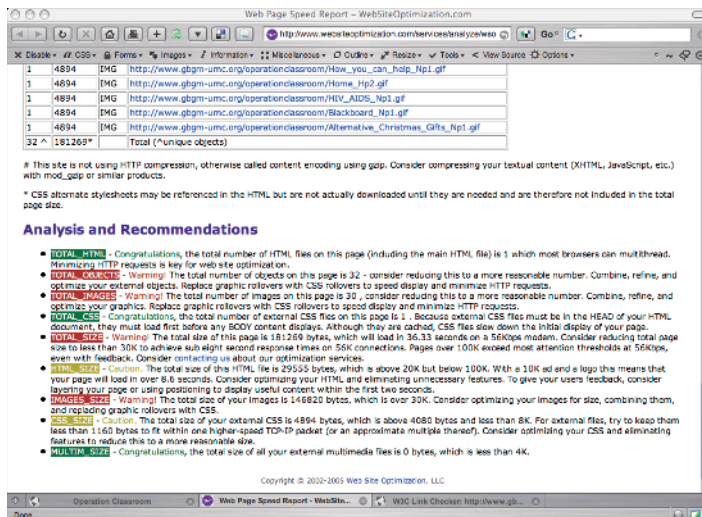 Web Page Speed Report – WebSiteOptimization.com
http://www.websiteoptimization.com/services/analyze/wso
Go
Disable CSS Forms Images Information Miscellaneous Outline Resize Tools View Source Options
1 4894 IMG http://www.gbgm-umc.org/operationclassroom/How_you_can_help_Np1.gif
1 4894 IMG http://www.gbgm-umc.org/operationclassroom/Home_Hp2.gif
1 4894 IMG http://www.gbgm-umc.org/operationclassroom/HIV_AIDS_Np1.gif
1 4894 IMG http://www.gbgm-umc.org/operationclassroom/Blackboard_Np1.gif
1 4894 IMG http://www.gbgm-umc.org/operationclassroom/Alternative_Christmas_Gifts_Np1.gif
32 ^ 181269* Total (^unique objects)
# This site is not using HTTP compression, otherwise called content encoding using gzip. Consider compressing your textual content (XHTML, JavaScript, etc.)
with mod_gzip or similar products.
* CSS alternate stylesheets may be referenced in the HTML but are not actually downloaded until they are needed and are therefore not included in the total
page size.
Analysis and Recommendations
• TOTAL_HTML - Congratulations, the total number of HTML files on this page (including the main HTML file) is 1 which most browsers can multithread.
Minimizing HTTP requests is key for web site optimization.
• TOTAL_OBJECTS - Warning! The total number of objects on this page is 32 - consider reducing this to a more reasonable number. Combine, refine, and
optimize your external objects. Replace graphic rollovers with CSS rollovers to speed display and minimize HTTP requests.
• TOTAL_IMAGES - Warning! The total number of images on this page is 30 , consider reducing this to a more reasonable number. Combine, refine, and
optimize your graphics. Replace graphic rollovers with CSS rollovers to speed display and minimize HTTP requests.
• TOTAL_CSS - Congratulations, the total number of external CSS files on this page is 1 . Because external CSS files must be in the HEAD of your HTML
document, they must load first before any BODY content displays. Although they are cached, CSS files slow down the initial display of your page.
• TOTAL_SIZE - Warning! The total size of this page is 181269 bytes, which will load in 36.33 seconds on a 56Kbps modem. Consider reducing total page
size to less than 30K to achieve sub eight second response times on 56K connections. Pages over 100K exceed most attention thresholds at 56Kbps,
even with feedback. Consider contacting us about our optimization services.
• HTML_SIZE - Caution. The total size of this HTML file is 29555 bytes, which is above 20K but below 100K. With a 10K ad and a logo this means that
your page will load in over 8.6 seconds. Consider optimizing your HTML and eliminating unnecessary features. To give your users feedback, consider
layering your page or using positioning to display useful content within the first two seconds.
• IMAGES_SIZE - Warning! The total size of your images is 146820 bytes, which is over 30K. Consider optimizing your images for size, combining them,
and replacing graphic rollovers with CSS.
• CSS_SIZE - Caution. The total size of your external CSS is 4894 bytes, which is above 4080 bytes and less than 8K. For external files, try to keep them
less than 1160 bytes to fit within one higher-speed TCP-IP packet (or an approximate multiple thereof). Consider optimizing your CSS and eliminating
features to reduce this to a more reasonable size.
• MULTIM_SIZE - Congratulations, the total size of all your external multimedia files is 0 bytes, which is less than 4K.
Copyright © 2002-2005 Web Site Optimization, LLC
Operation Classroom Web Page Speed Report – WebSiteOptimization... W3C Link Checker: http://www.gb...
Done